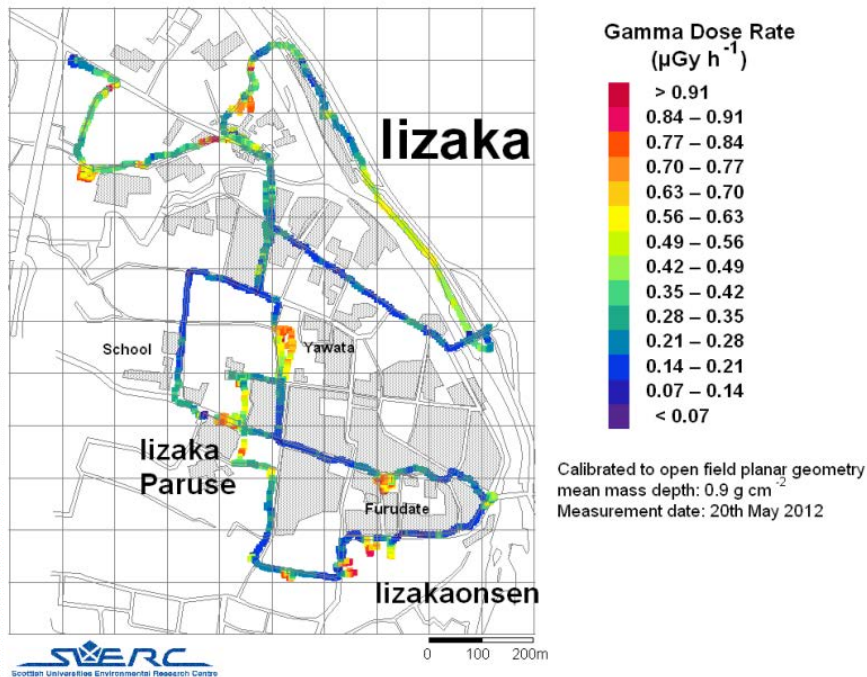 Iizaka
School
Yawata
Iizaka
Paruse
Furudate
Iizakaonsen
Gamma Dose Rate
(µGy h⁻¹)
> 0.91
0.84 – 0.91
0.77 – 0.84
0.70 – 0.77
0.63 – 0.70
0.56 – 0.63
0.49 – 0.56
0.42 – 0.49
0.35 – 0.42
0.28 – 0.35
0.21 – 0.28
0.14 – 0.21
0.07 – 0.14
< 0.07
Calibrated to open field planar geometry
mean mass depth: 0.9 g cm⁻²
Measurement date: 20th May 2012
SUERC
Scottish Universities Environmental Research Centre
0 100 200m